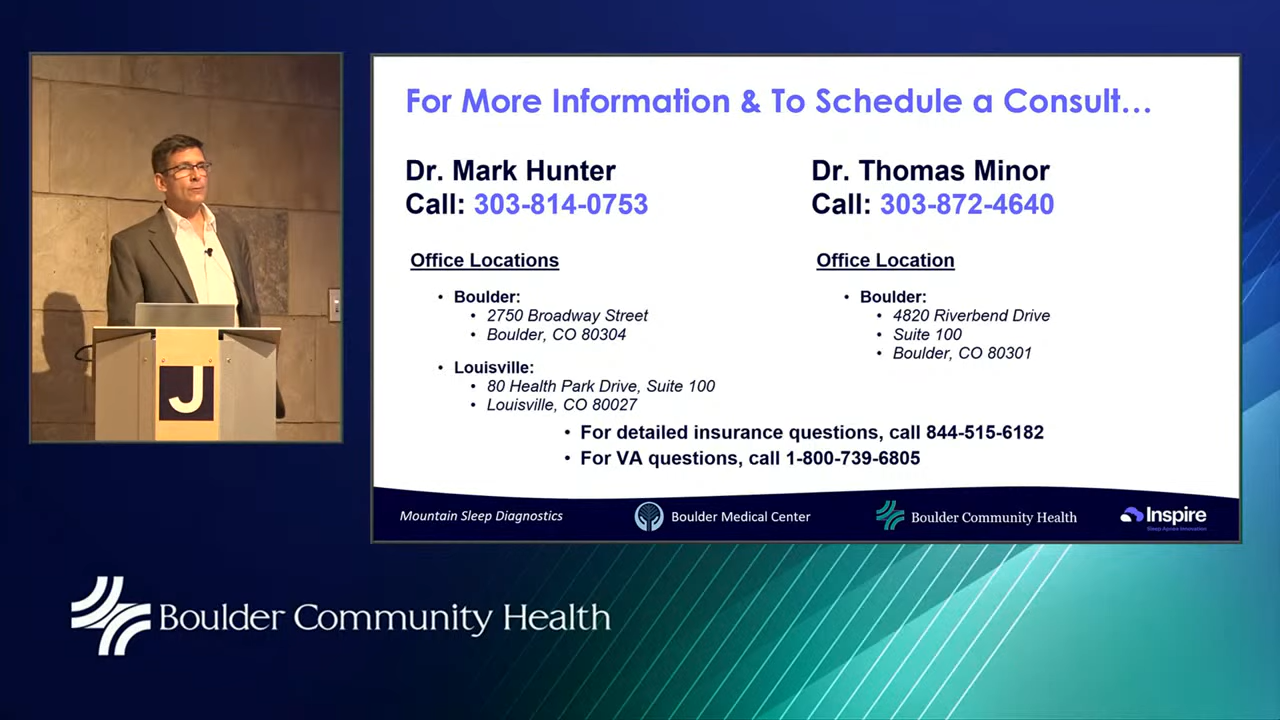 For More Information & To Schedule a Consult...
Dr. Mark Hunter
Call: 303-814-0753
Office Locations
• Boulder:
• 2750 Broadway Street
• Boulder, CO 80304
• Louisville:
• 80 Health Park Drive, Suite 100
• Louisville, CO 80027
Dr. Thomas Minor
Call: 303-872-4640
Office Location
• Boulder:
• 4820 Riverbend Drive
• Suite 100
• Boulder, CO 80301
• For detailed insurance questions, call 844-515-6182
• For VA questions, call 1-800-739-6805
Mountain Sleep Diagnostics
Boulder Medical Center
Boulder Community Health
Inspire
Sleep Apnea Innovation
J
Boulder Community Health